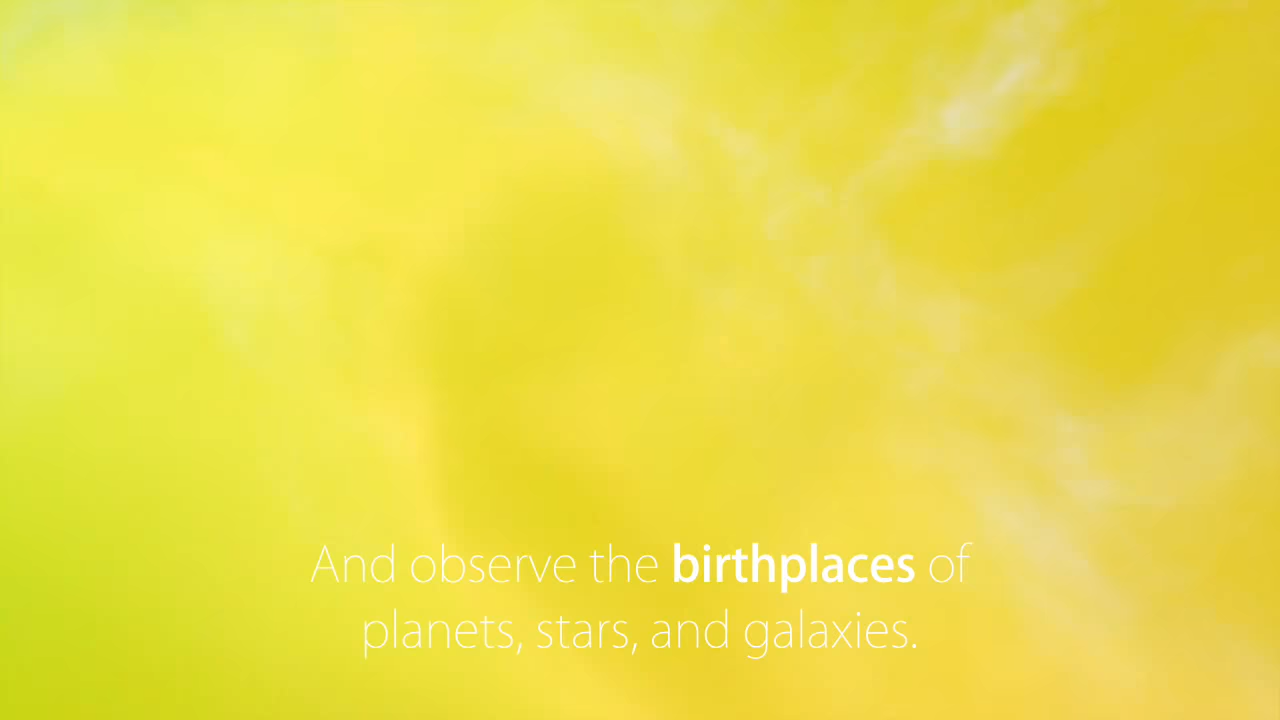 And observe the birthplaces of
planets, stars, and galaxies.